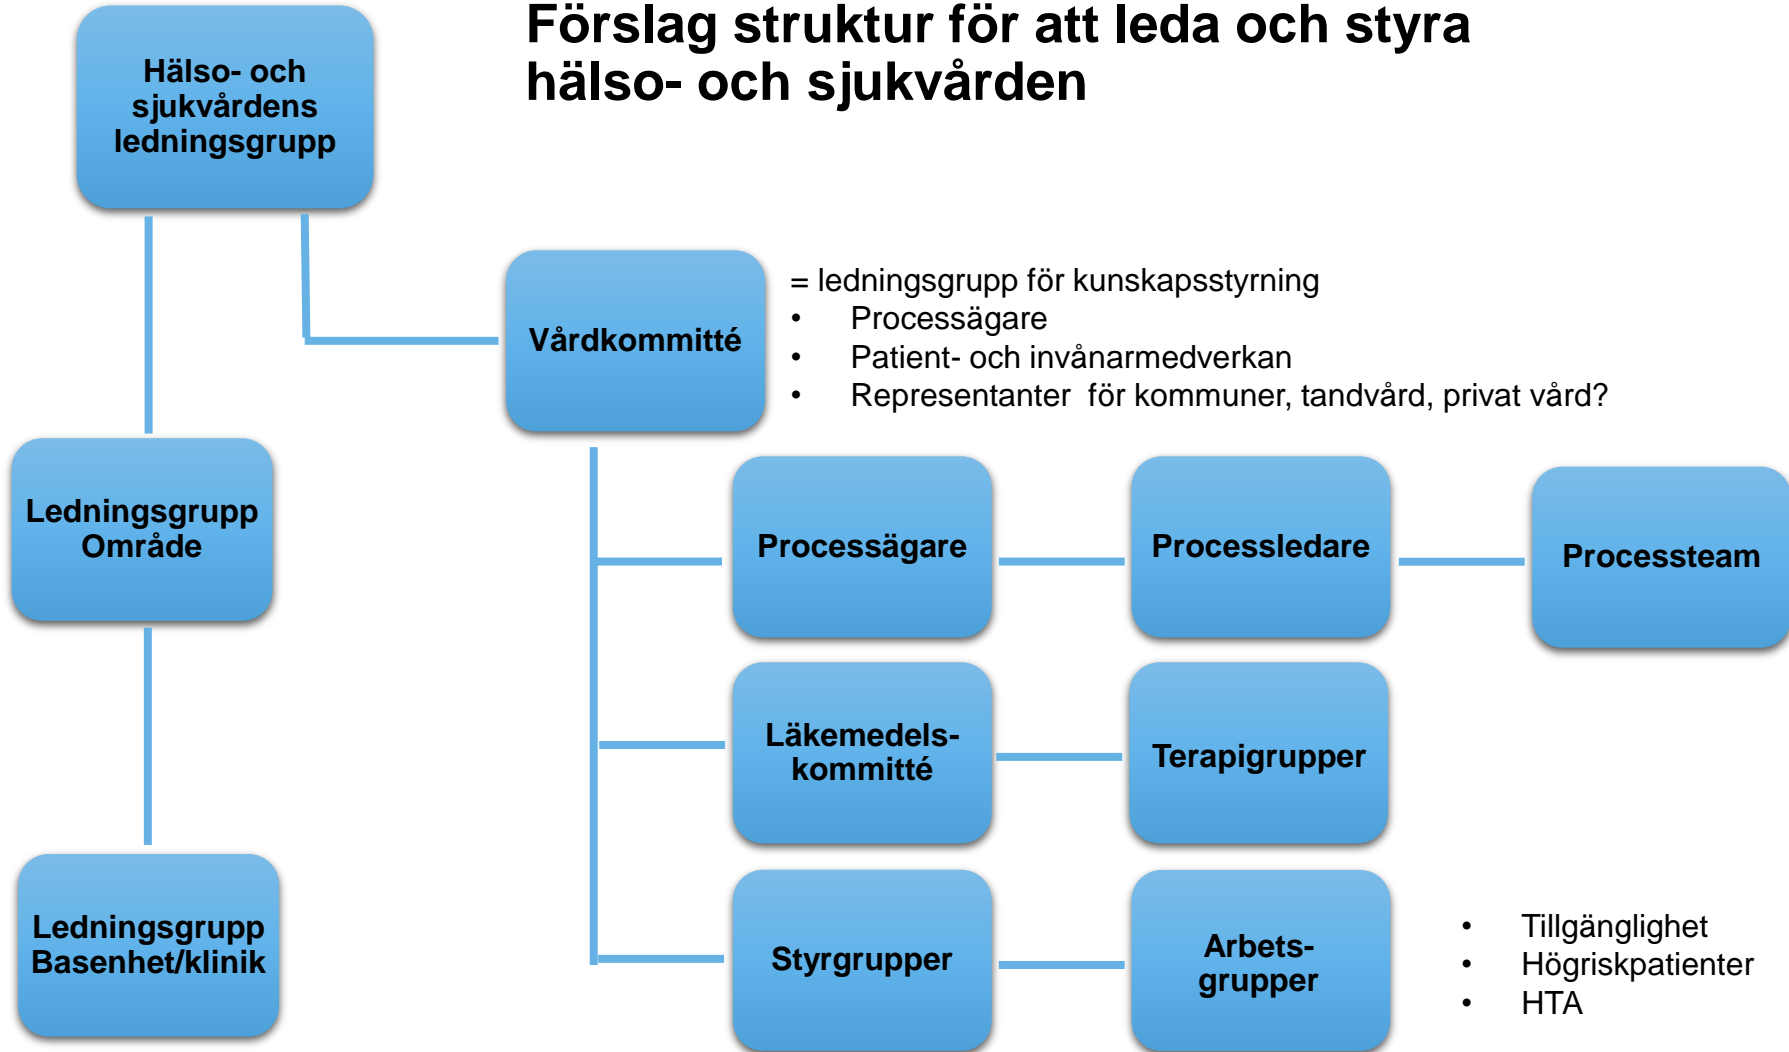 Förslag struktur för att leda och styra
hälso- och sjukvården
Hälso- och
sjukvårdens
ledningsgrupp
Vårdkommitté
= ledningsgrupp för kunskapsstyrning
• Processägare
• Patient- och invånarmedverkan
• Representanter för kommuner, tandvård, privat vård?
Ledningsgrupp
Område
Processägare
Processledare
Processteam
Läkemedels-
kommitté
Terapigrupper
Ledningsgrupp
Basenhet/klinik
Styrgrupper
Arbets-
grupper
• Tillgänglighet
• Högriskpatienter
• HTA